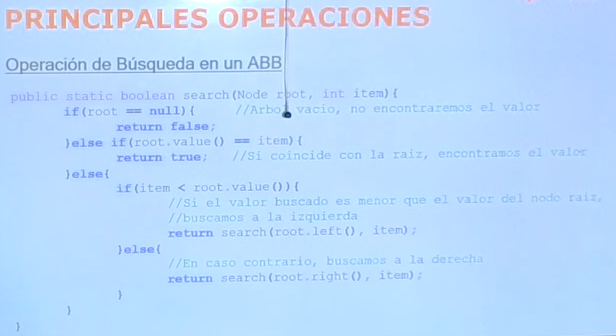 PRINCIPALES OPERACIONES
Operación de Búsqueda en un ABB
public static boolean search(Node root, int item){
if(root == null){ //Arbol vacio, no encontraremos el valor
return false;
}else if(root.value() == item){
return true; //Si coincide con la raiz, encontramos el valor
}else{
if(item < root.value()){
//Si el valor buscado es menor que el valor del nodo raiz,
//buscamos a la izquierda
return search(root.left(), item);
}else{
//En caso contrario, buscamos a la derecha
return search(root.right(), item);
}
}
}